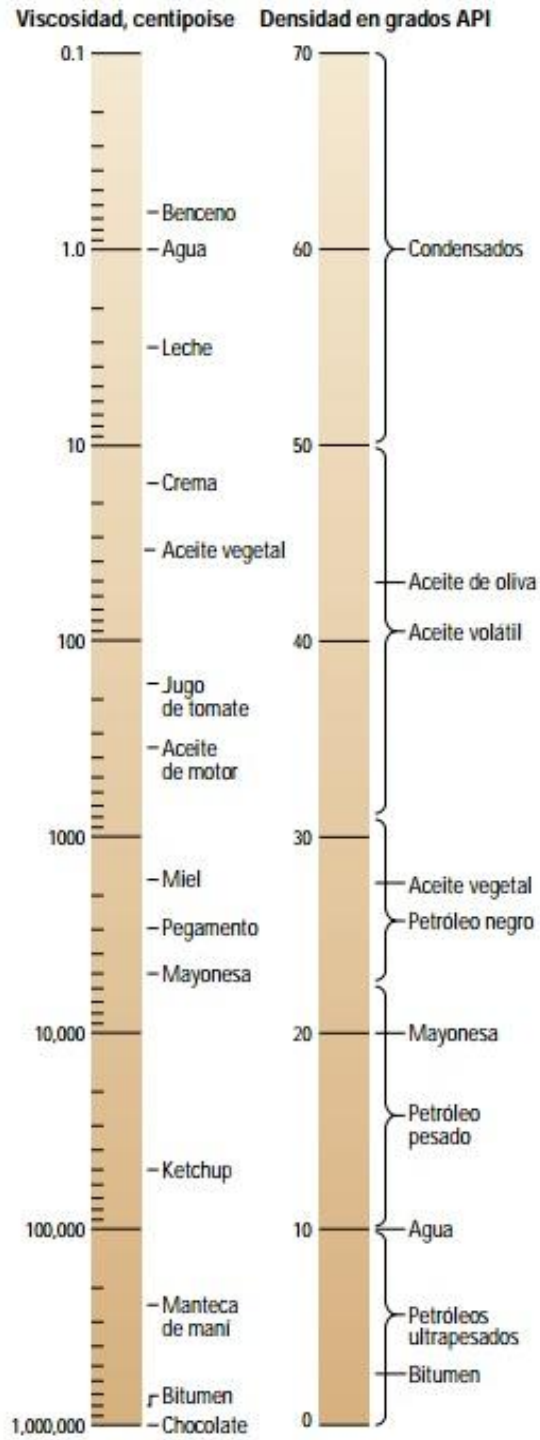 Viscosidad, centipoise
0.1
Benceno
1.0
Agua
Leche
10
Crema
Aceite vegetal
100
Jugo
de tomate
Aceite
de motor
1000
Miel
Pegamento
Mayonesa
10,000
Ketchup
100,000
Manteca
de maní
Bitumen
1,000,000
Chocolate
Densidad en grados API
70
60
Condensados
50
Aceite de oliva
Aceite volátil
40
30
Aceite vegetal
Petróleo negro
20
Mayonesa
Petróleo
pesado
10
Agua
Petróleos
ultrapesados
Bitumen
0